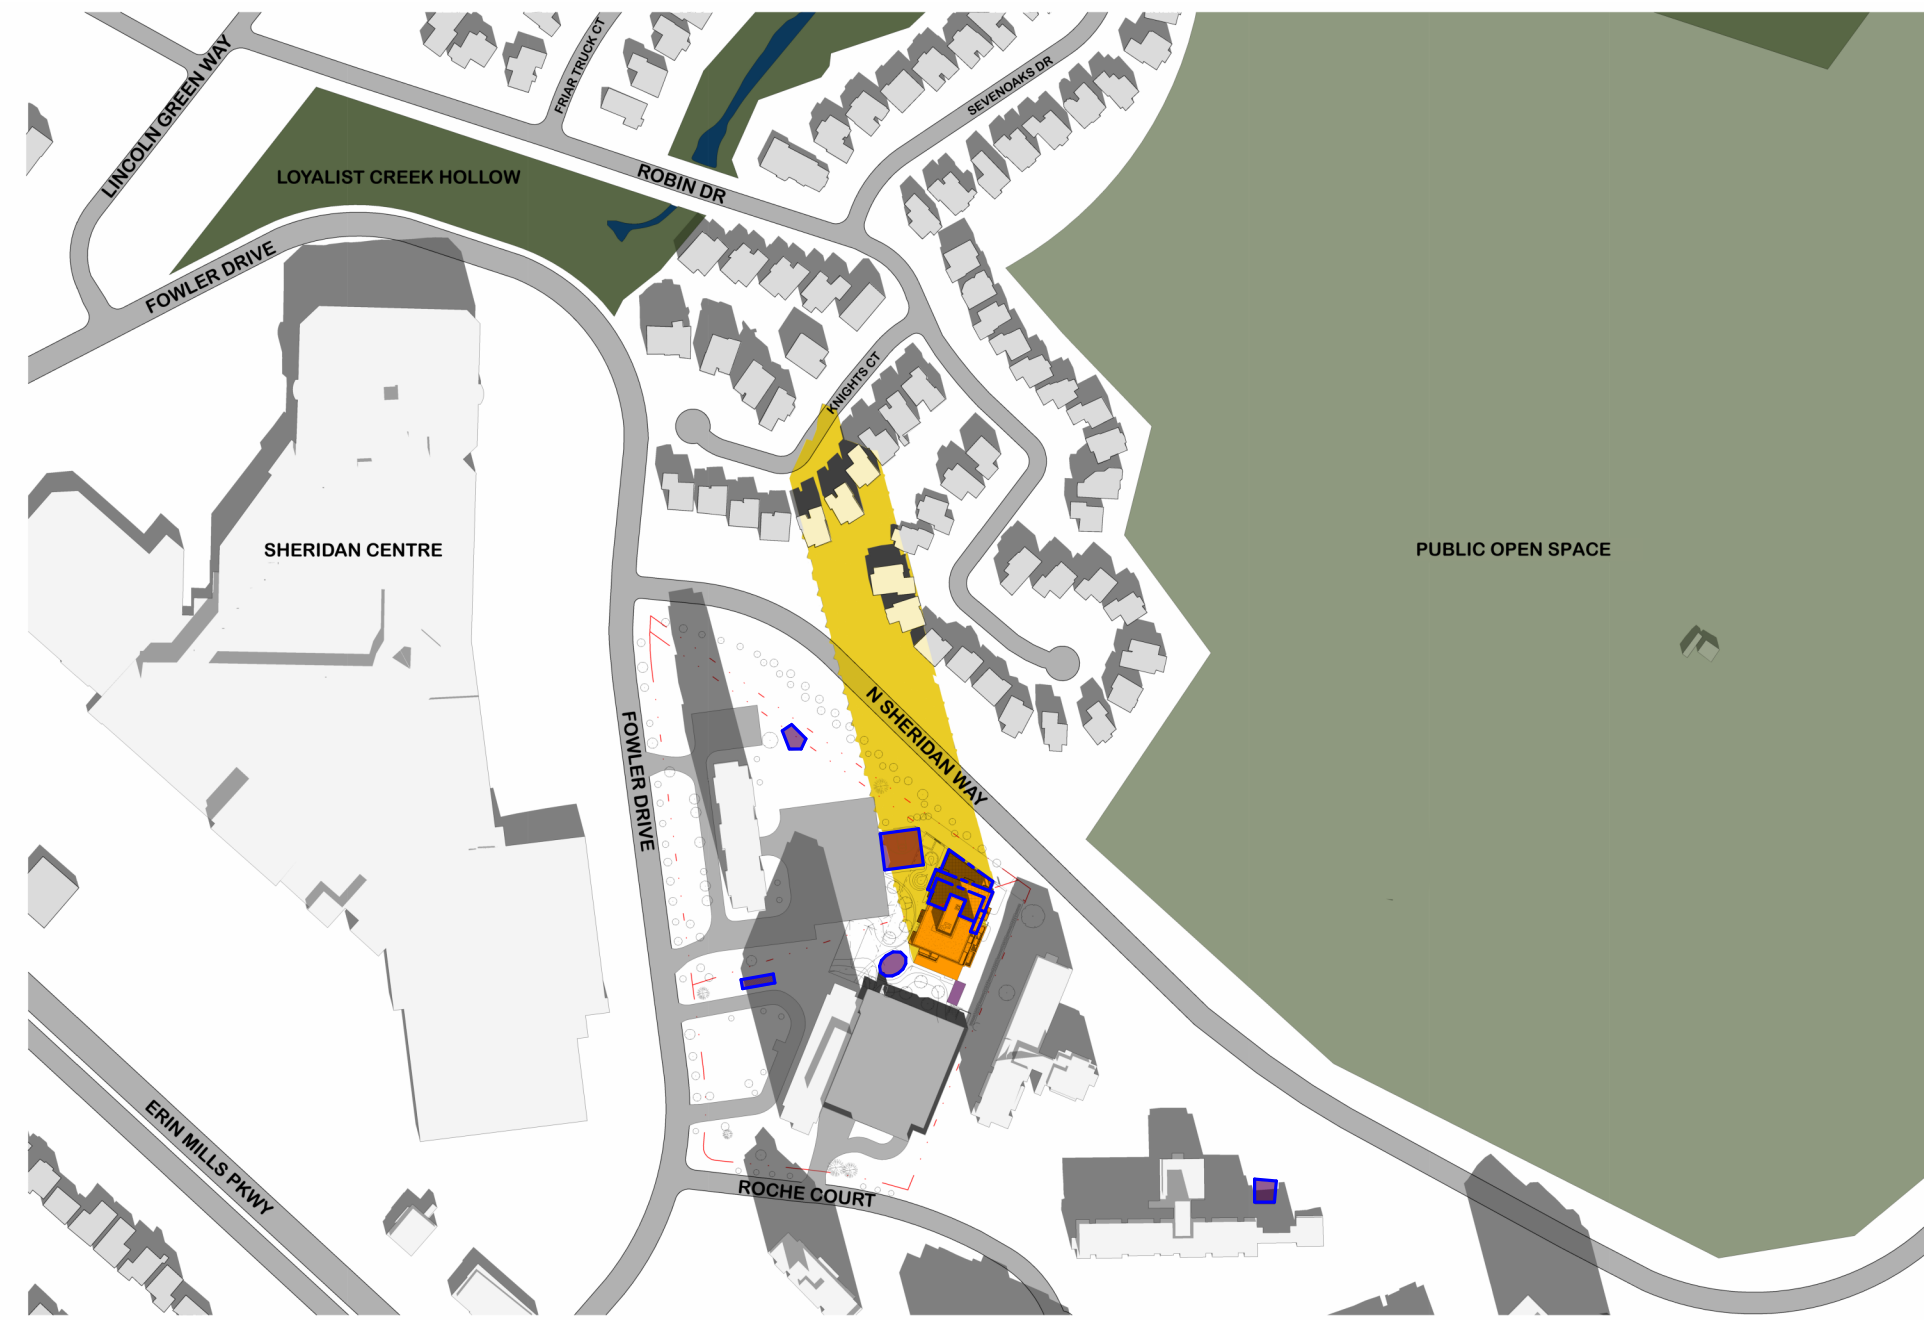 LINCOLN GREEN WAY
FRIAR TRUCK CT
SEVENOAKS DR
LOYALIST CREEK HOLLOW
ROBIN DR
FOWLER DRIVE
KNIGHTS CT
SHERIDAN CENTRE
PUBLIC OPEN SPACE
N SHERIDAN WAY
FOWLER DRIVE
ERIN MILLS PKWY
ROCHE COURT